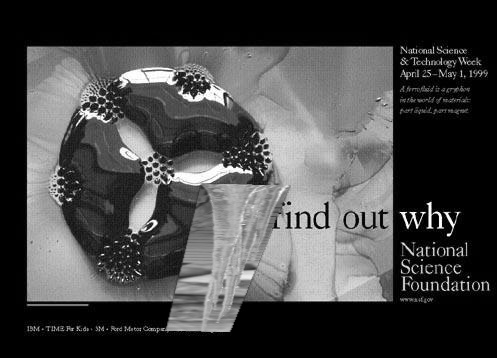 National Science
& Technology Week
April 25–May 1, 1999
A ferrofluid is a gryphon
in the world of materials:
part liquid, part magnet.
find out why
National
Science
Foundation
www.nsf.gov
IBM • TIME For Kids • 3M • Ford Motor Company